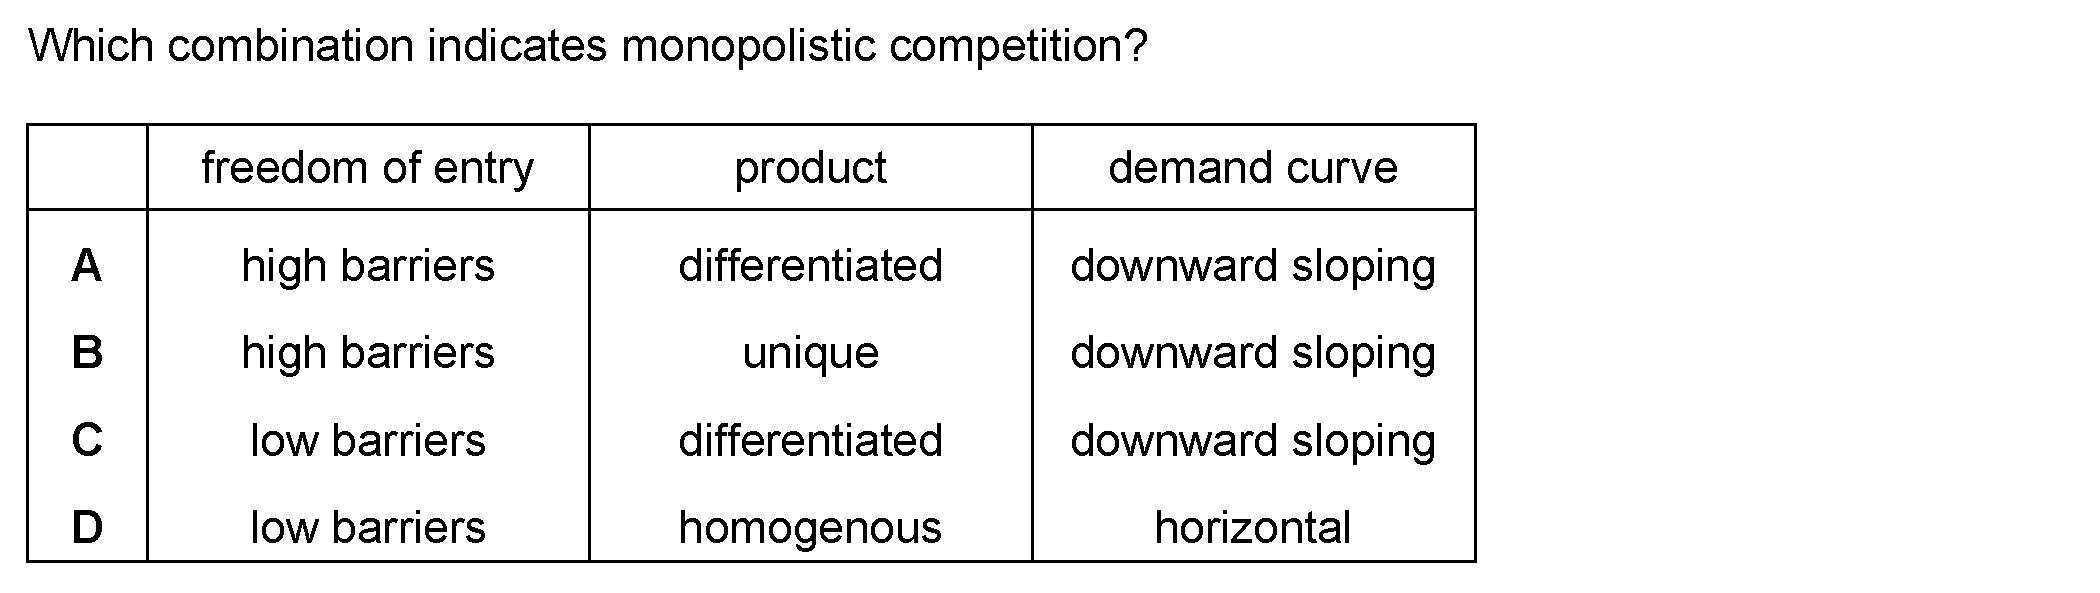 Which combination indicates monopolistic competition?
freedom of entry product demand curve
A high barriers differentiated downward sloping
B high barriers unique downward sloping
C low barriers differentiated downward sloping
D low barriers homogenous horizontal